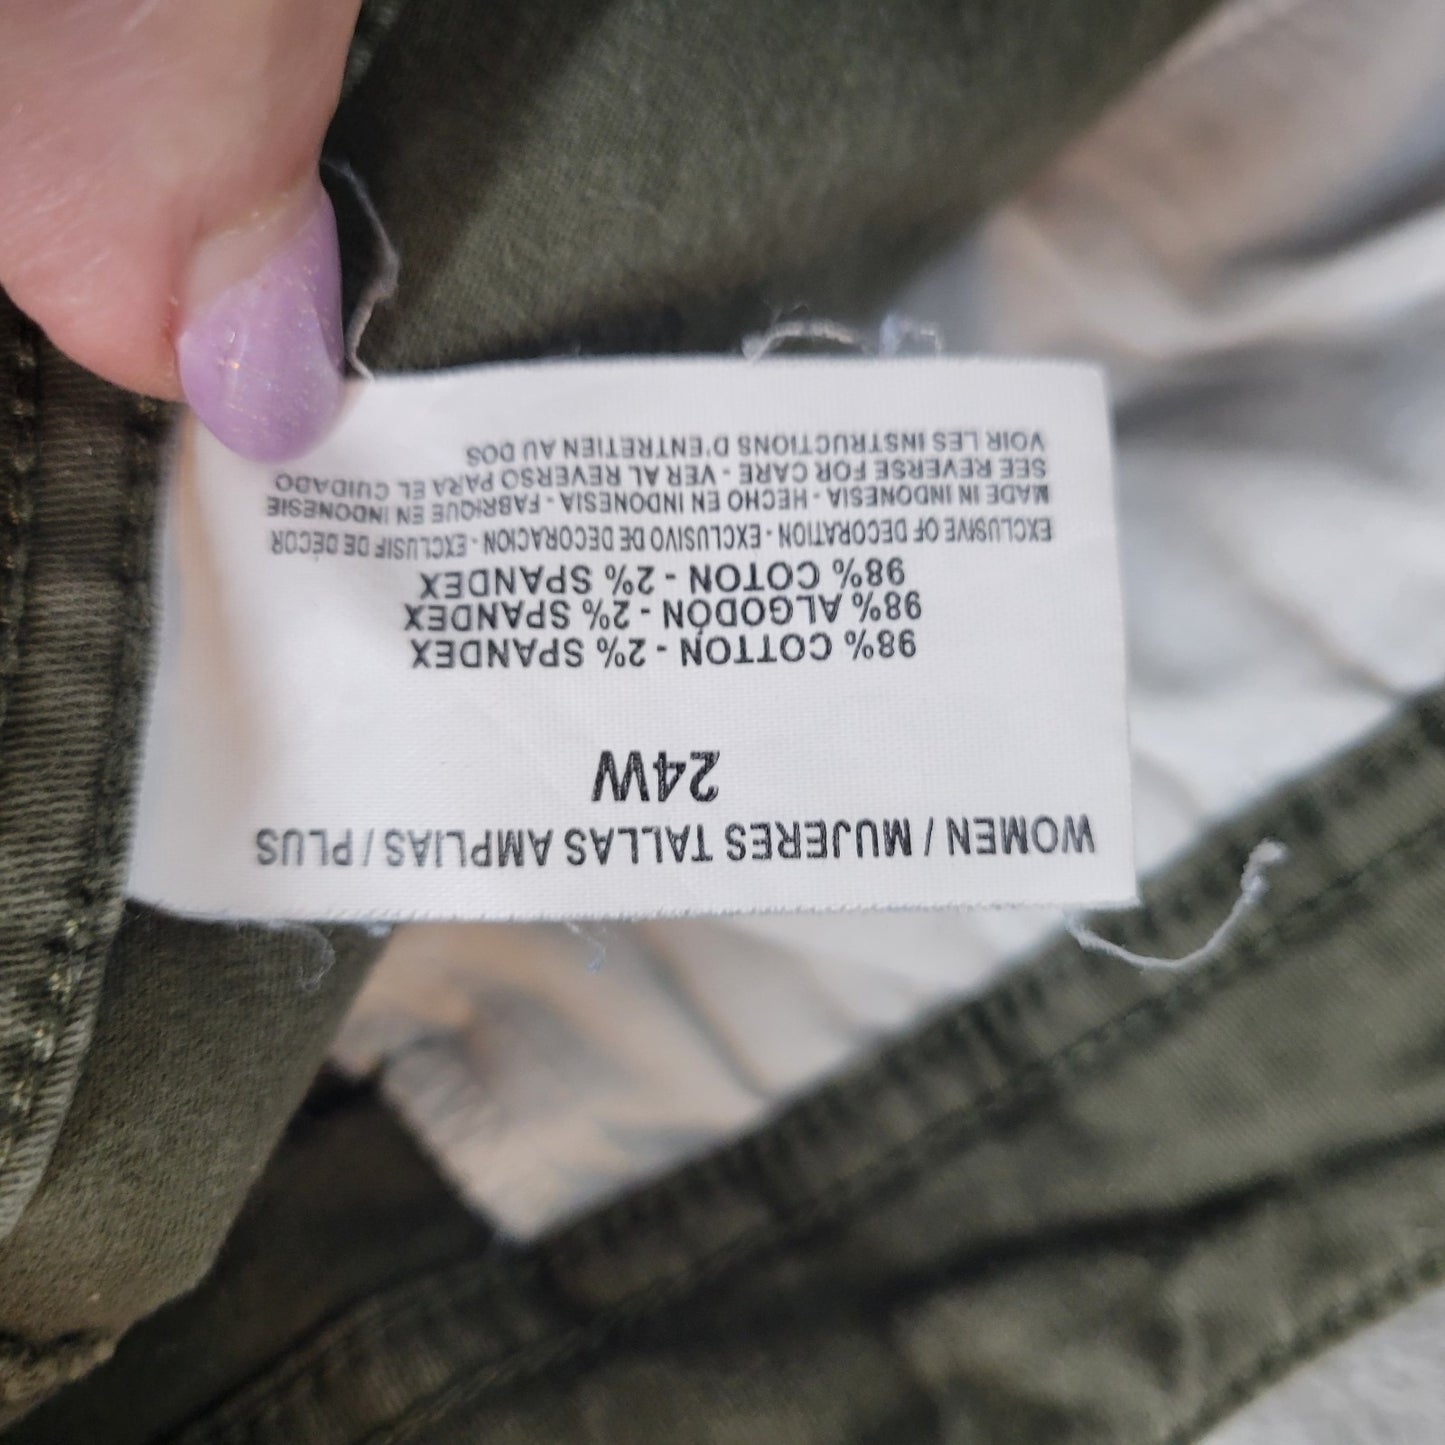 WOMEN / MUJERES TALLAS AMPLIAS / PLUS
24W
98% COTTON - 2% SPANDEX
98% ALGODÓN - 2% SPANDEX
98% COTON - 2% SPANDEX
EXCLUSIVE OF DECORATION - EXCLUSIVO DE DECORACION - EXCLUSIF DE DÉCOR
MADE IN INDONESIA - HECHO EN INDONESIA - FABRIQUÉ EN INDONESIE
SEE REVERSE FOR CARE - VER AL REVERSO PARA EL CUIDADO
VOIR LES INSTRUCTIONS D'ENTRETIEN AU DOS